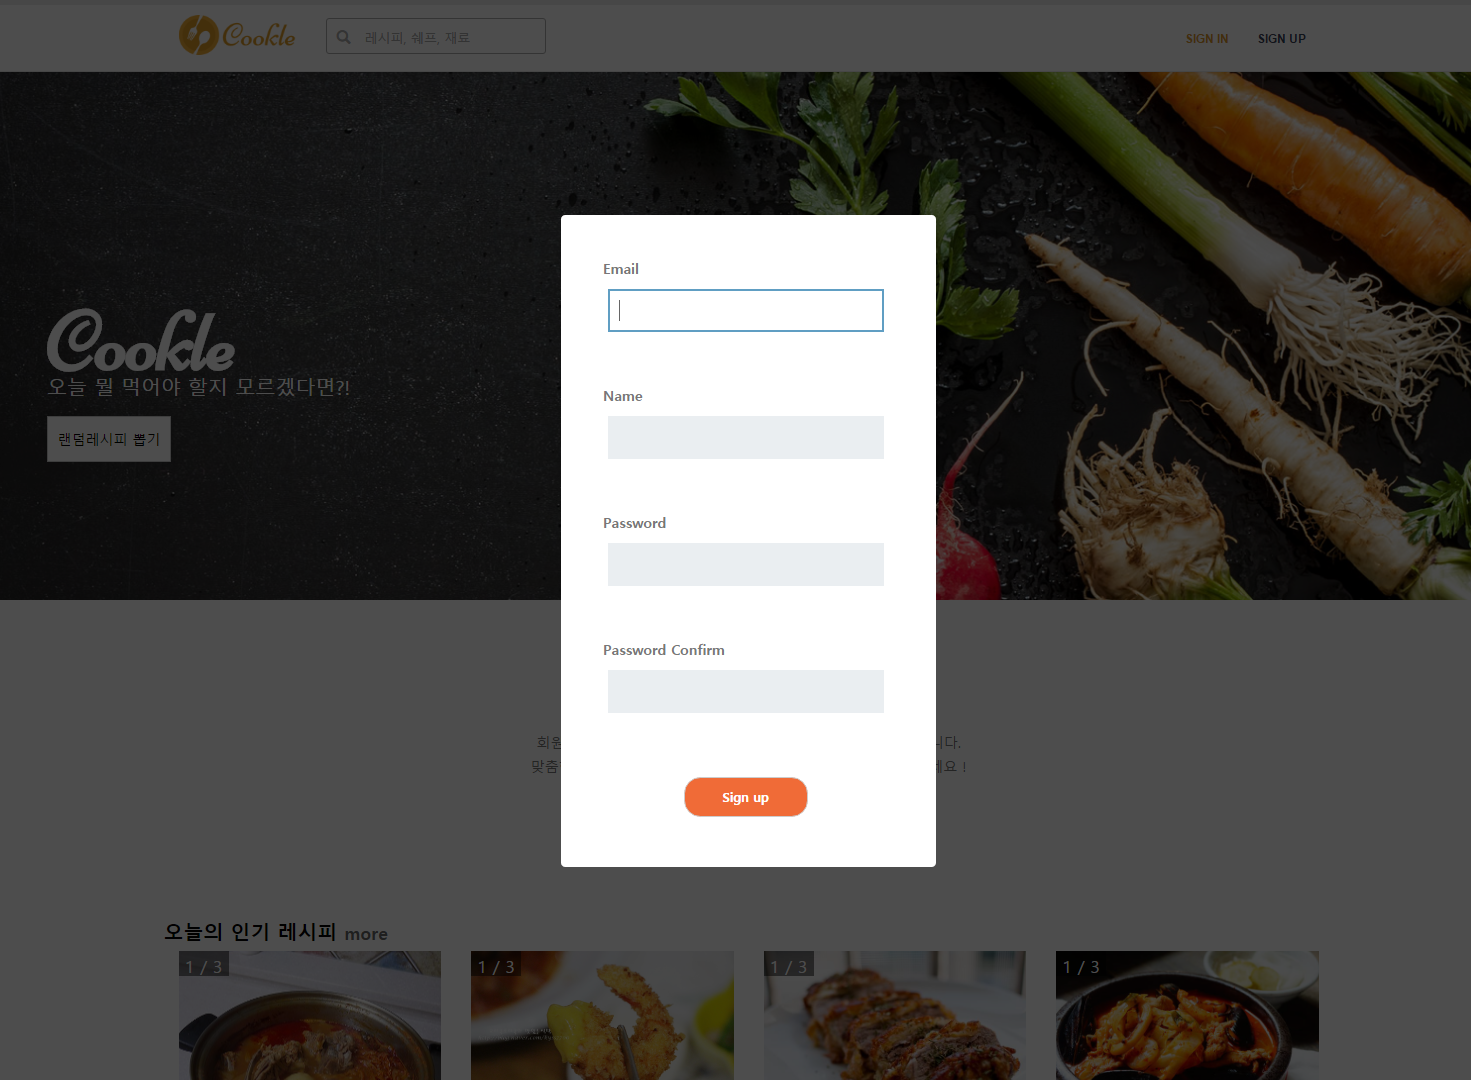 Cookle
레시피, 쉐프, 재료
SIGN IN
SIGN UP
Cookle
오늘 뭘 먹어야 할지 모르겠다면?!
랜덤레시피 뽑기
Email
Name
Password
Password Confirm
Sign up
회원
니다.
맞춤
세요 !
오늘의 인기 레시피 more
1 / 3
1 / 3
1 / 3
1 / 3